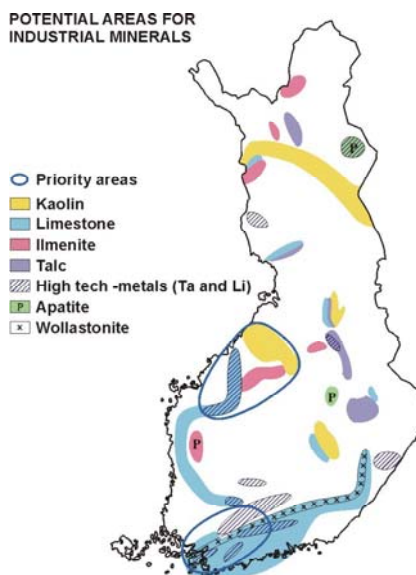 POTENTIAL AREAS FOR
INDUSTRIAL MINERALS
P
Priority areas
Kaolin
Limestone
Ilmenite
Talc
High tech -metals (Ta and Li)
P Apatite
x Wollastonite
P
P